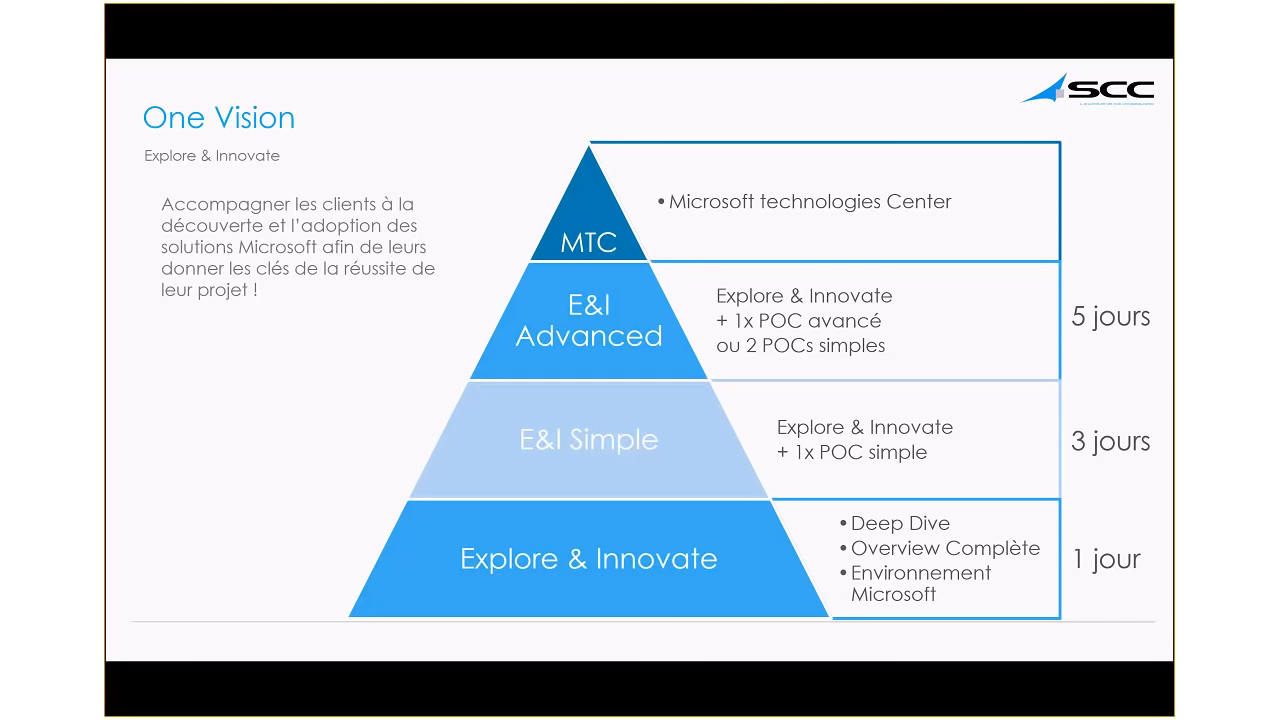 SCC
One Vision
Explore & Innovate
Accompagner les clients à la
découverte et l'adoption des
solutions Microsoft afin de leurs
donner les clés de la réussite de
leur projet !
MTC
• Microsoft technologies Center
E&I
Advanced
Explore & Innovate
+ 1x POC avancé
ou 2 POCs simples
5 jours
E&I Simple
Explore & Innovate
+ 1x POC simple
3 jours
Explore & Innovate
• Deep Dive
• Overview Complète
• Environnement
Microsoft
1 jour